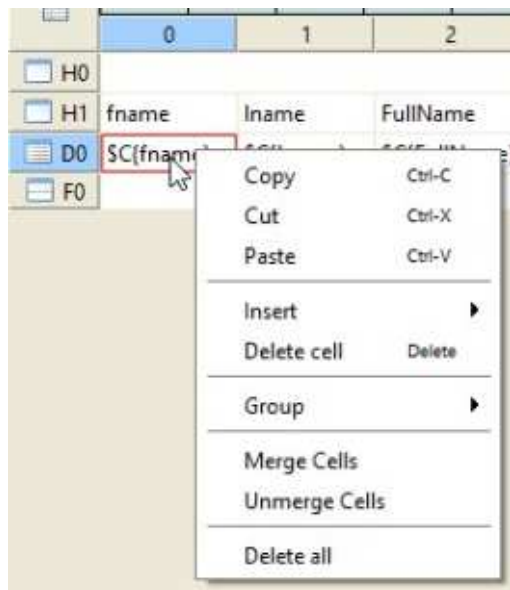 0 1 2
H0
H1 fname lname FullName
D0 $C{fname}
F0
Copy Ctrl-C
Cut Ctrl-X
Paste Ctrl-V
Insert
Delete cell Delete
Group
Merge Cells
Unmerge Cells
Delete all